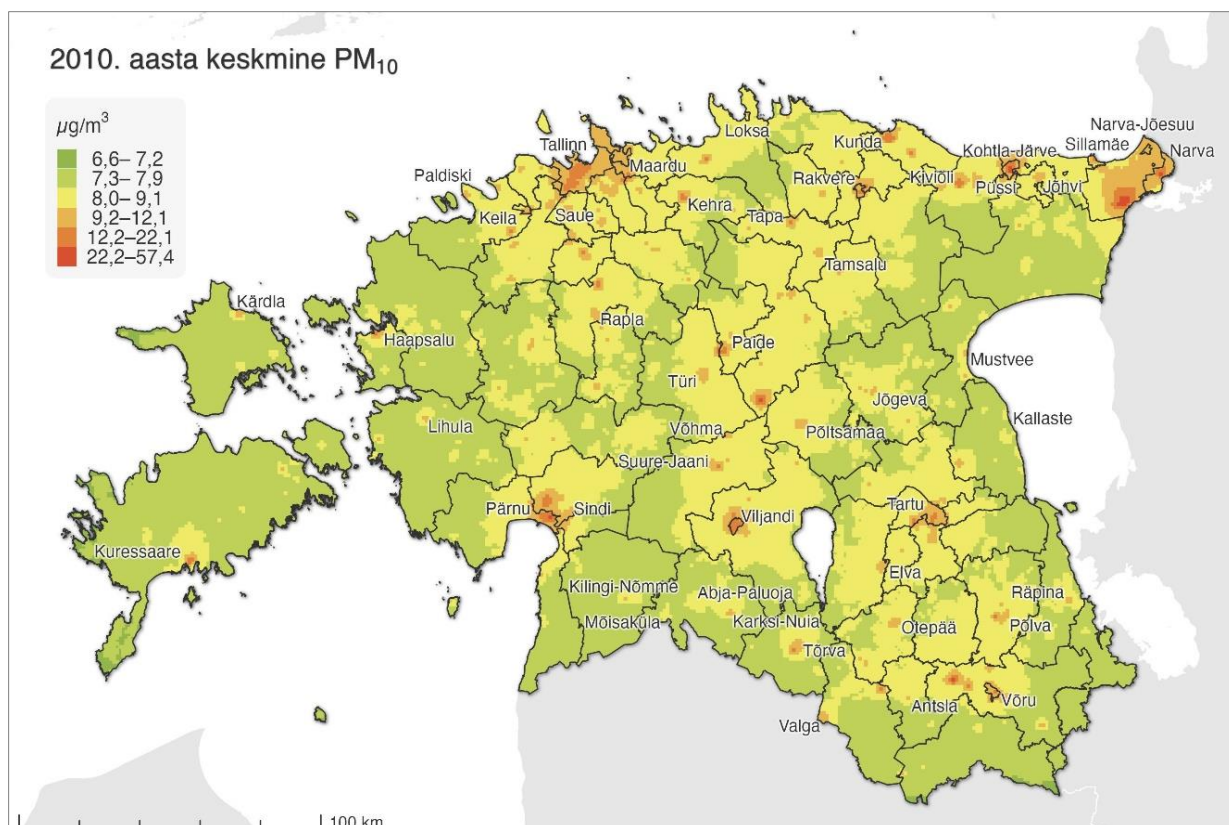 2010. aasta keskmine PM₁₀
µg/m³
6,6– 7,2
7,3– 7,9
8,0– 9,1
9,2–12,1
12,2–22,1
22,2–57,4
Tallinn
Loksa
Kunda
Narva-Jõesuu
Sillamäe
Narva
Kohtla-Järve
Maardu
Paldiski
Rakvere
Kiviõli
Püssi
Jõhvi
Keila
Saue
Kehra
Tapa
Tamsalu
Kärdla
Haapsalu
Rapla
Paide
Mustvee
Türi
Jõgeva
Kallaste
Lihula
Võhma
Põltsamaa
Suure-Jaani
Pärnu
Sindi
Viljandi
Tartu
Kuressaare
Elva
Kilingi-Nõmme
Abja-Paluoja
Räpina
Mõisaküla
Karksi-Nuia
Otepää
Põlva
Tõrva
Antsla
Võru
Valga
100 km